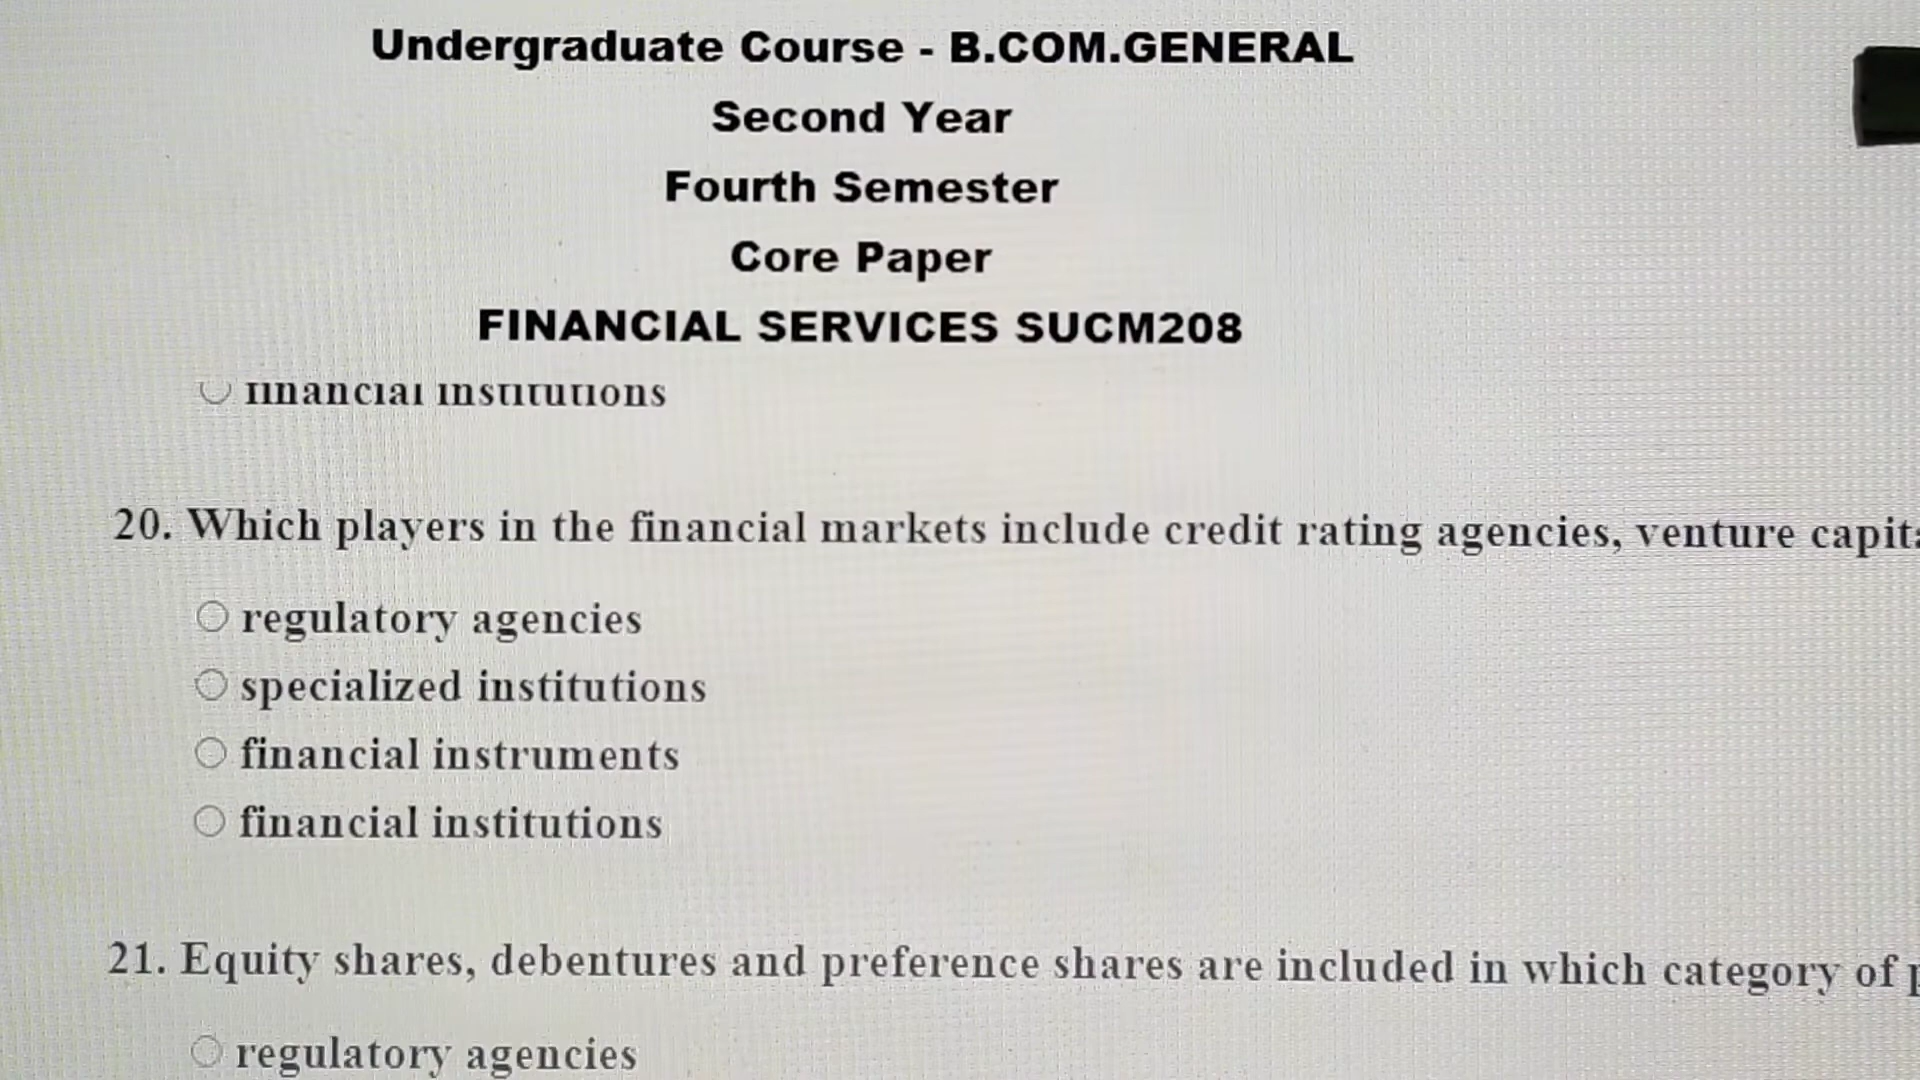 Undergraduate Course - B.COM.GENERAL
Second Year
Fourth Semester
Core Paper
FINANCIAL SERVICES SUCM208
financial institutions
20. Which players in the financial markets include credit rating agencies, venture
regulatory agencies
specialized institutions
financial instruments
financial institutions
21. Equity shares, debentures and preference shares are included in which category of
regulatory agencies